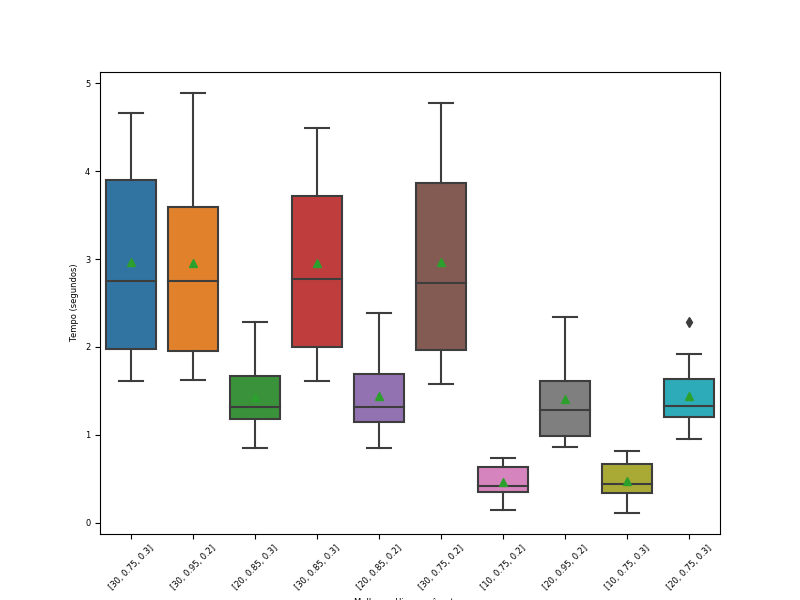 5
4
3
2
1
0
Tempo (segundos)
[30, 0.75, 0.3]
[30, 0.95, 0.2]
[20, 0.85, 0.3]
[30, 0.85, 0.3]
[20, 0.85, 0.2]
[30, 0.75, 0.2]
[10, 0.75, 0.2]
[20, 0.95, 0.2]
[10, 0.75, 0.3]
[20, 0.75, 0.3]